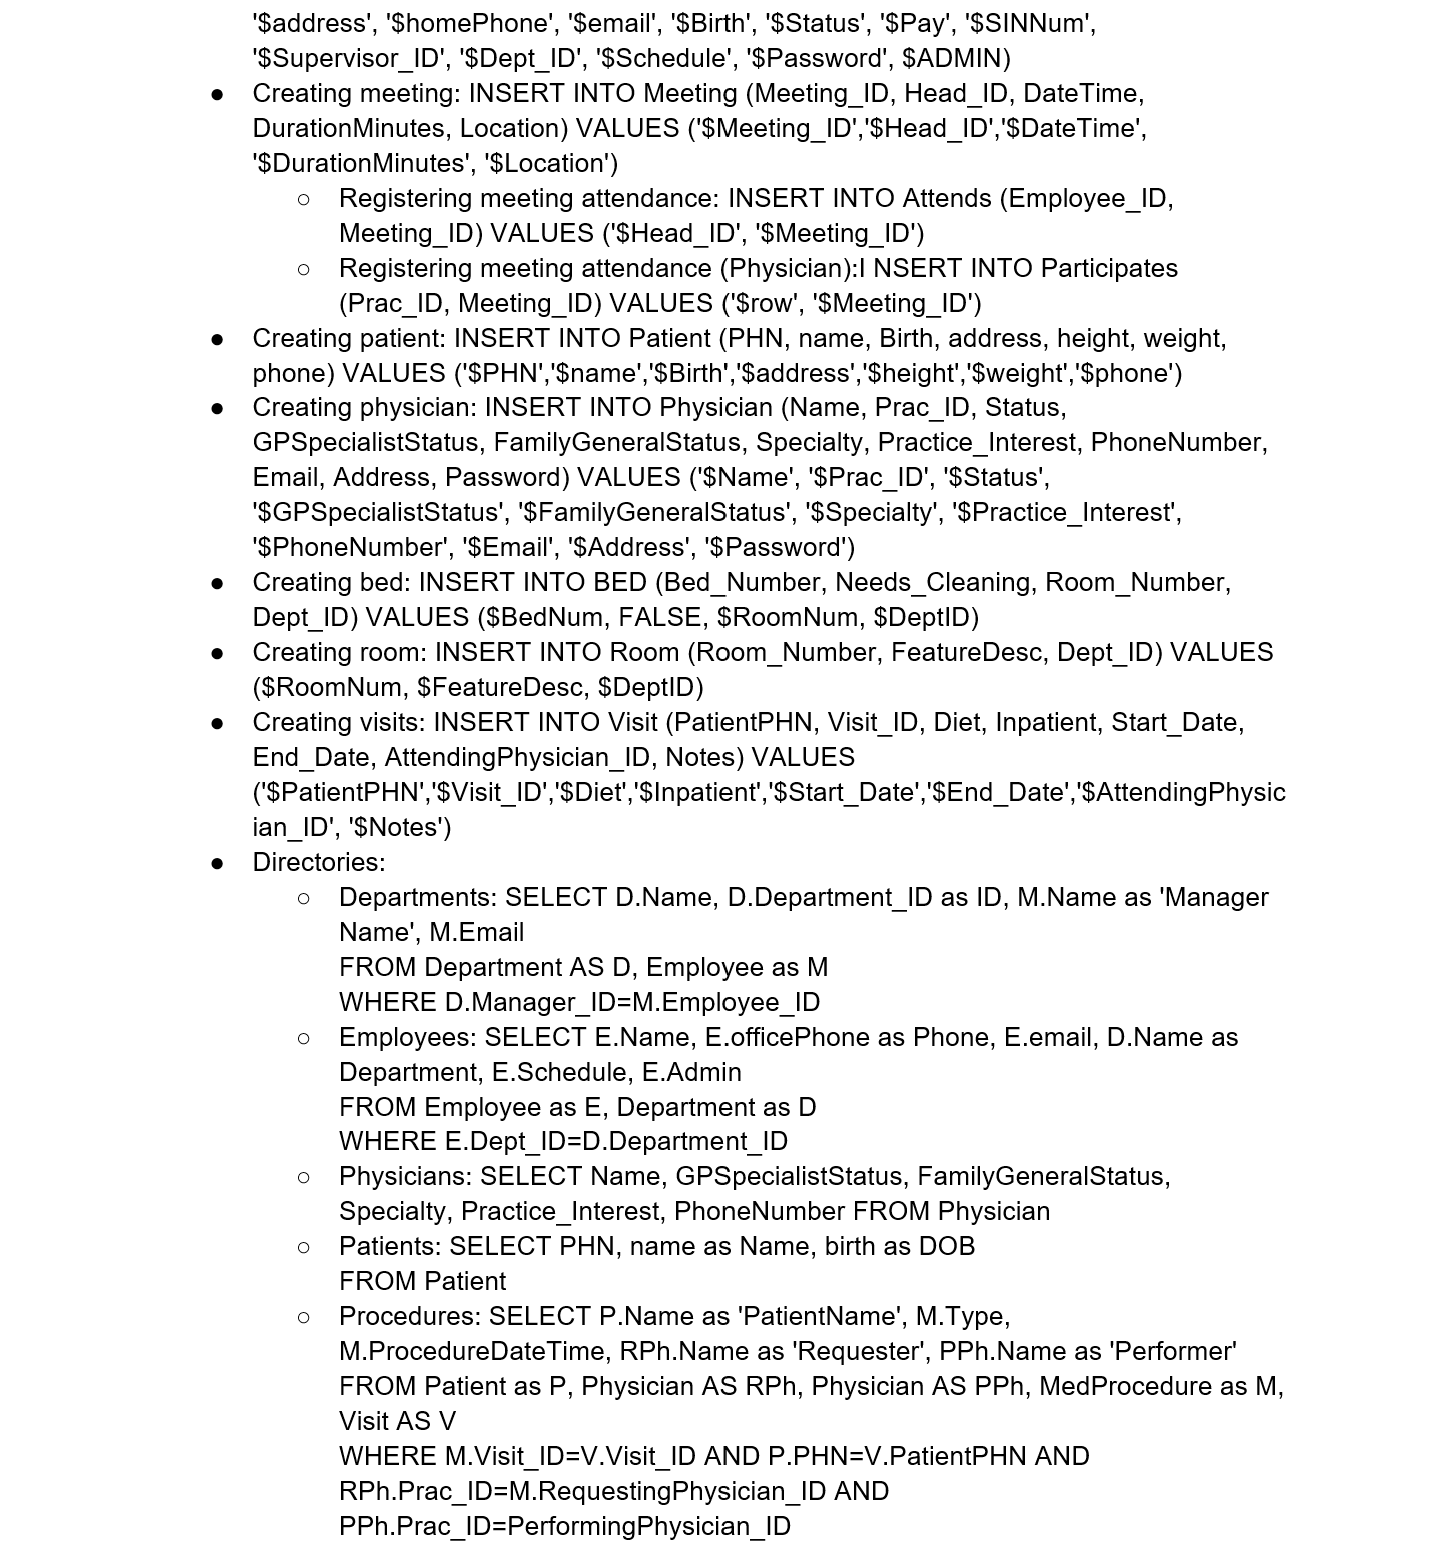 '$address', '$homePhone', '$email', '$Birth', '$Status', '$Pay', '$SINNum',
'$Supervisor_ID', '$Dept_ID', '$Schedule', '$Password', $ADMIN)
● Creating meeting: INSERT INTO Meeting (Meeting_ID, Head_ID, DateTime,
DurationMinutes, Location) VALUES ('$Meeting_ID','$Head_ID','$DateTime',
'$DurationMinutes', '$Location')
○ Registering meeting attendance: INSERT INTO Attends (Employee_ID,
Meeting_ID) VALUES ('$Head_ID', '$Meeting_ID')
○ Registering meeting attendance (Physician):I NSERT INTO Participates
(Prac_ID, Meeting_ID) VALUES ('$row', '$Meeting_ID')
● Creating patient: INSERT INTO Patient (PHN, name, Birth, address, height, weight,
phone) VALUES ('$PHN','$name','$Birth','$address','$height','$weight','$phone')
● Creating physician: INSERT INTO Physician (Name, Prac_ID, Status,
GPSpecialistStatus, FamilyGeneralStatus, Specialty, Practice_Interest, PhoneNumber,
Email, Address, Password) VALUES ('$Name', '$Prac_ID', '$Status',
'$GPSpecialistStatus', '$FamilyGeneralStatus', '$Specialty', '$Practice_Interest',
'$PhoneNumber', '$Email', '$Address', '$Password')
● Creating bed: INSERT INTO BED (Bed_Number, Needs_Cleaning, Room_Number,
Dept_ID) VALUES ($BedNum, FALSE, $RoomNum, $DeptID)
● Creating room: INSERT INTO Room (Room_Number, FeatureDesc, Dept_ID) VALUES
($RoomNum, $FeatureDesc, $DeptID)
● Creating visits: INSERT INTO Visit (PatientPHN, Visit_ID, Diet, Inpatient, Start_Date,
End_Date, AttendingPhysician_ID, Notes) VALUES
('$PatientPHN','$Visit_ID','$Diet','$Inpatient','$Start_Date','$End_Date','$AttendingPhysic
ian_ID', '$Notes')
● Directories:
○ Departments: SELECT D.Name, D.Department_ID as ID, M.Name as 'Manager
Name', M.Email
FROM Department AS D, Employee as M
WHERE D.Manager_ID=M.Employee_ID
○ Employees: SELECT E.Name, E.officePhone as Phone, E.email, D.Name as
Department, E.Schedule, E.Admin
FROM Employee as E, Department as D
WHERE E.Dept_ID=D.Department_ID
○ Physicians: SELECT Name, GPSpecialistStatus, FamilyGeneralStatus,
Specialty, Practice_Interest, PhoneNumber FROM Physician
○ Patients: SELECT PHN, name as Name, birth as DOB
FROM Patient
○ Procedures: SELECT P.Name as 'PatientName', M.Type,
M.ProcedureDateTime, RPh.Name as 'Requester', PPh.Name as 'Performer'
FROM Patient as P, Physician AS RPh, Physician AS PPh, MedProcedure as M,
Visit AS V
WHERE M.Visit_ID=V.Visit_ID AND P.PHN=V.PatientPHN AND
RPh.Prac_ID=M.RequestingPhysician_ID AND
PPh.Prac_ID=PerformingPhysician_ID